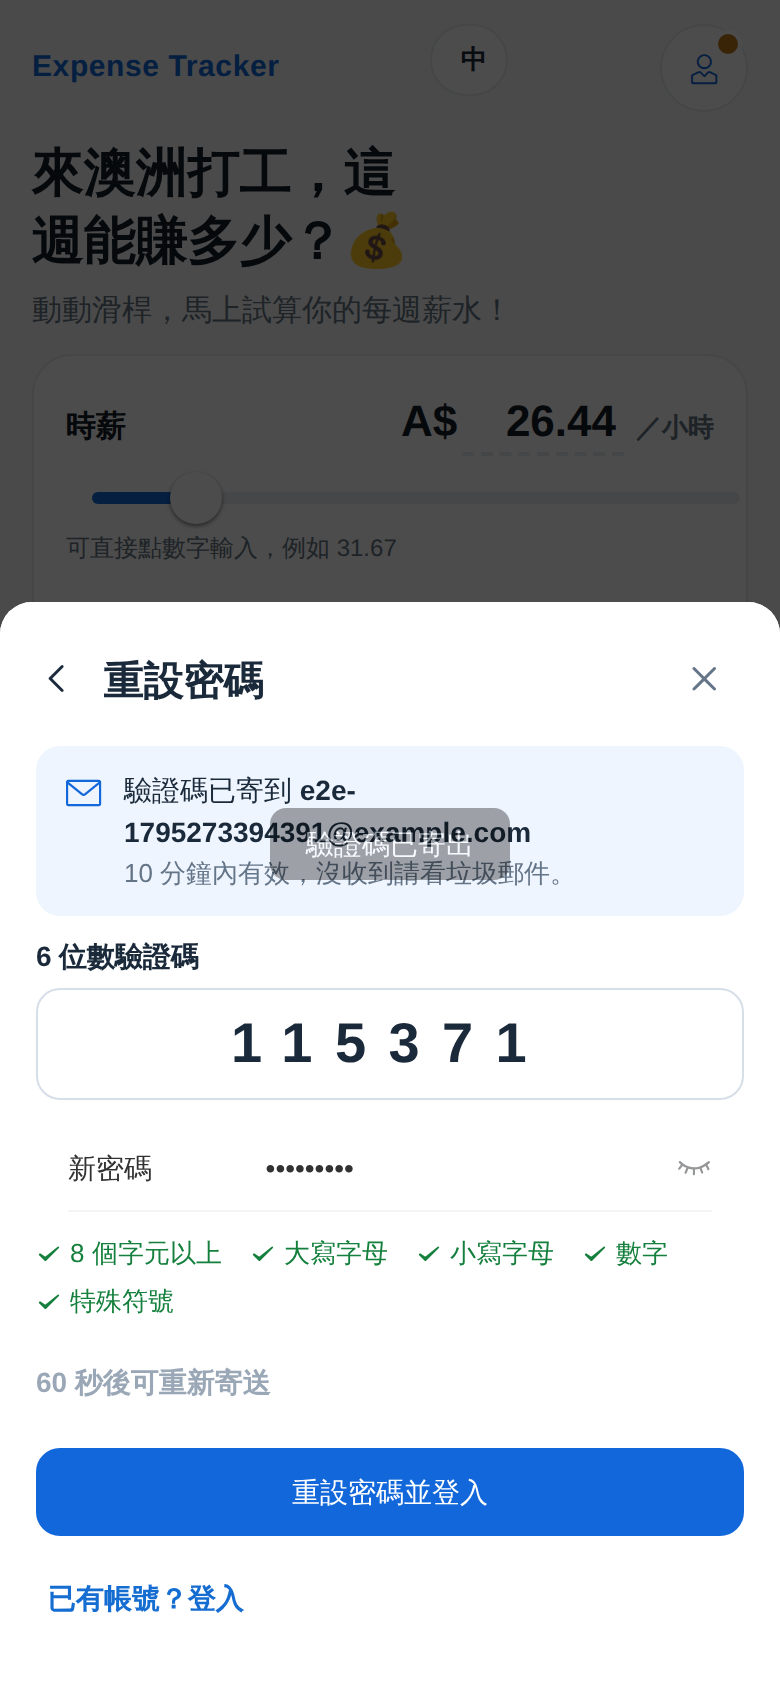 Expense Tracker
中
來澳洲打工，這
週能賺多少？💰
動動滑桿，馬上試算你的每週薪水！
時薪
A$ 26.44 ／小時
可直接點數字輸入，例如 31.67
重設密碼
驗證碼已寄到 e2e-
1795273394391@example.com
驗證碼已寄出
10 分鐘內有效，沒收到請看垃圾郵件。
6 位數驗證碼
115371
新密碼 •••••••••
8 個字元以上 大寫字母 小寫字母 數字
特殊符號
60 秒後可重新寄送
重設密碼並登入
已有帳號？登入